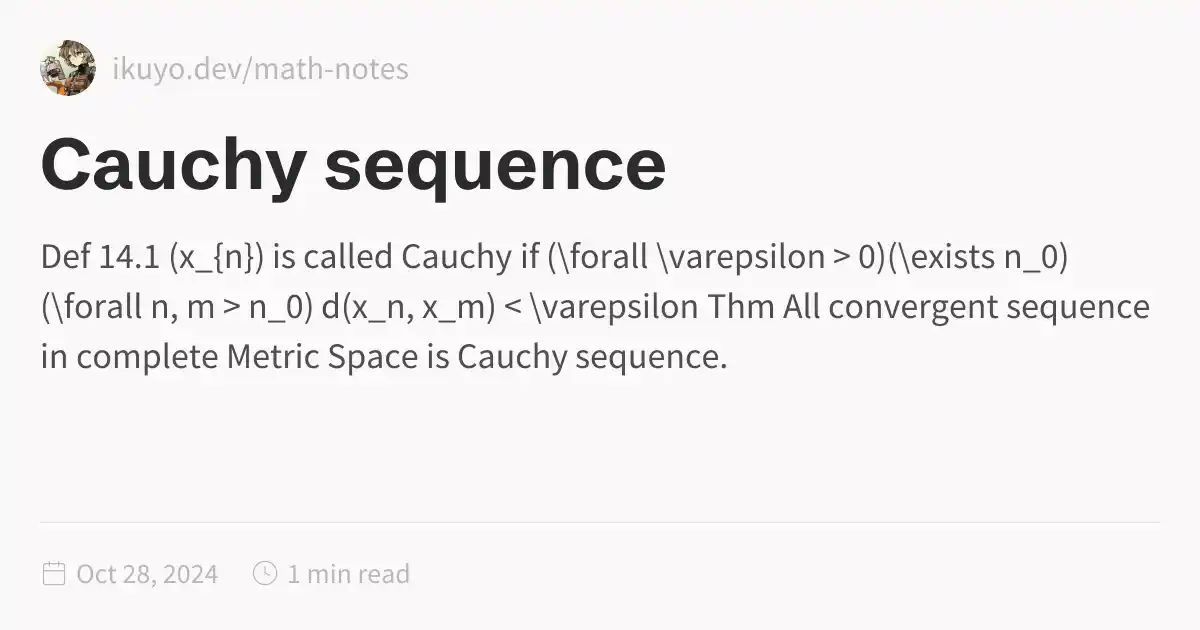 ikuyo.dev/math-notes
Cauchy sequence
Def 14.1 (x_{n}) is called Cauchy if (\forall \varepsilon > 0)(\exists n_0)
(\forall n, m > n_0) d(x_n, x_m) < \varepsilon Thm All convergent sequence
in complete Metric Space is Cauchy sequence.
Oct 28, 2024 1 min read